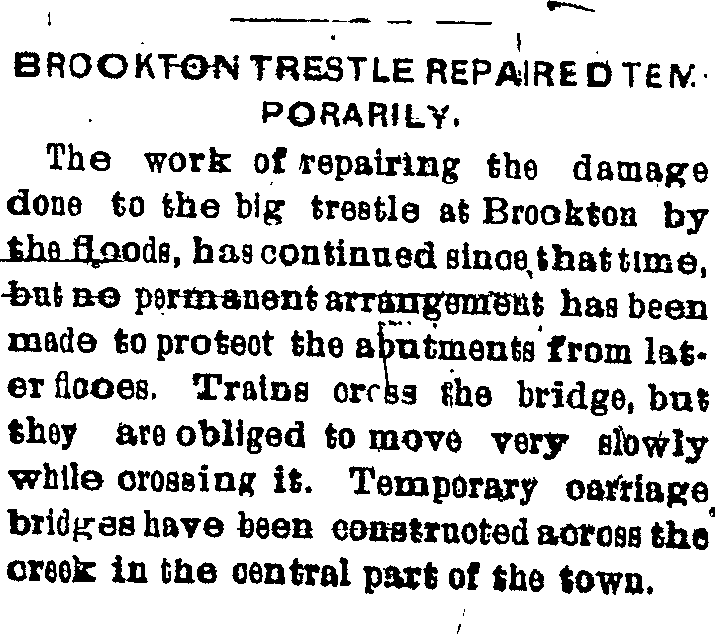 BROOKTON TRESTLE REPAIRED TEM-
PORARILY.
The work of repairing the damage
done to the big trestle at Brookton by
the floods, has continued since that time,
but no permanent arrangement has been
made to protect the abutments from lat-
er flooes. Trains cross the bridge, but
they are obliged to move very slowly
while crossing it. Temporary carriage
bridges have been constructed across the
creek in the central part of the town.